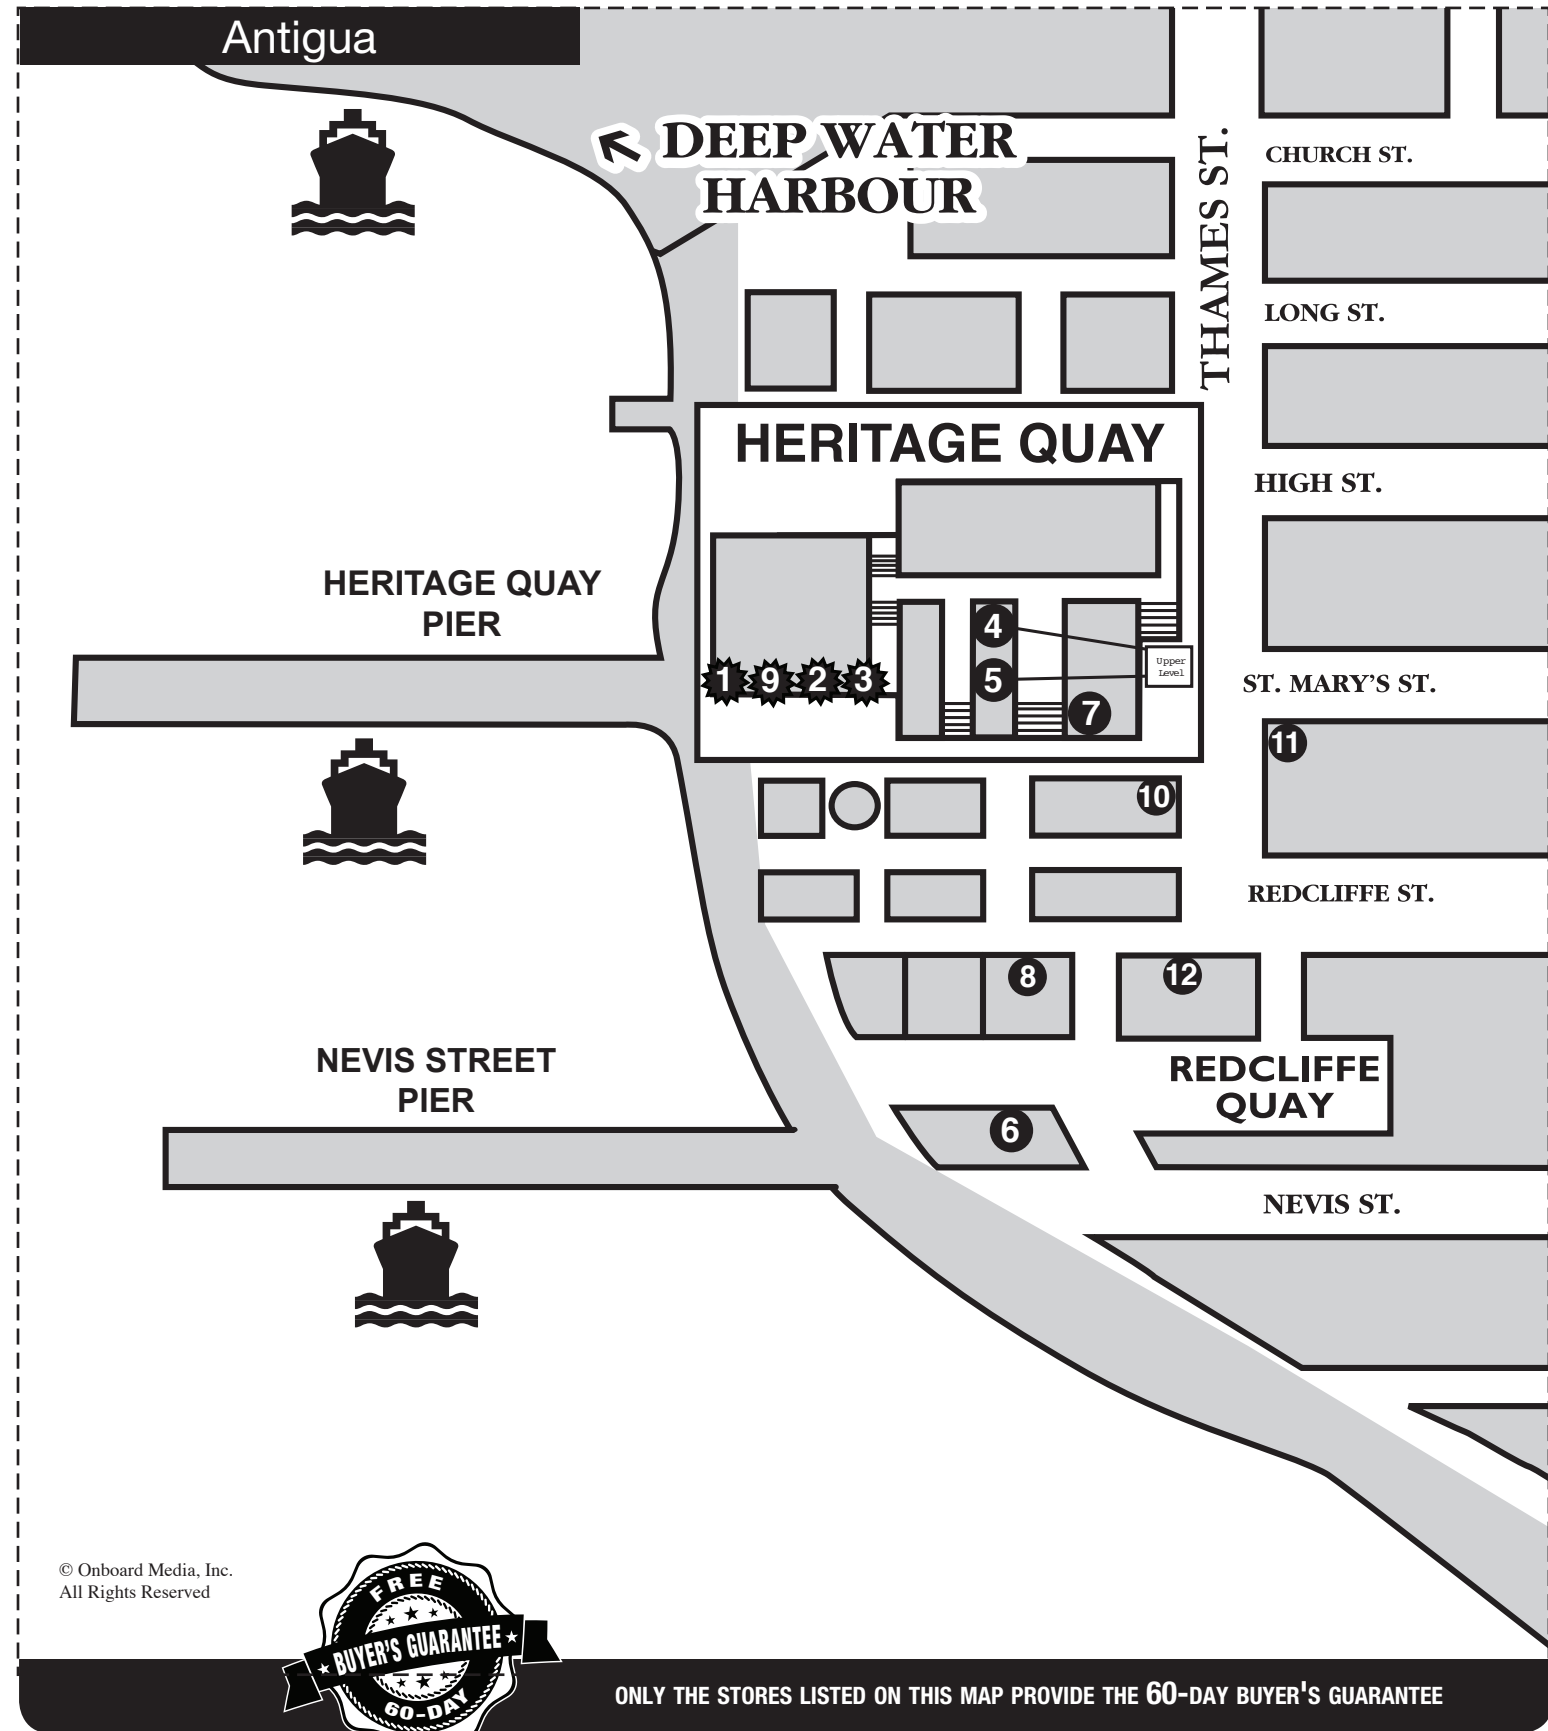 Antigua
DEEP WATER
HARBOUR
THAMES ST.
CHURCH ST.
LONG ST.
HERITAGE QUAY
HIGH ST.
HERITAGE QUAY
PIER
4
Upper
Level
1
9
2
3
5
7
ST. MARY'S ST.
11
10
REDCLIFFE ST.
8
12
NEVIS STREET
PIER
REDCLIFFE
QUAY
6
NEVIS ST.
© Onboard Media, Inc.
All Rights Reserved
FREE
BUYER'S GUARANTEE
60-DAY
ONLY THE STORES LISTED ON THIS MAP PROVIDE THE 60-DAY BUYER'S GUARANTEE